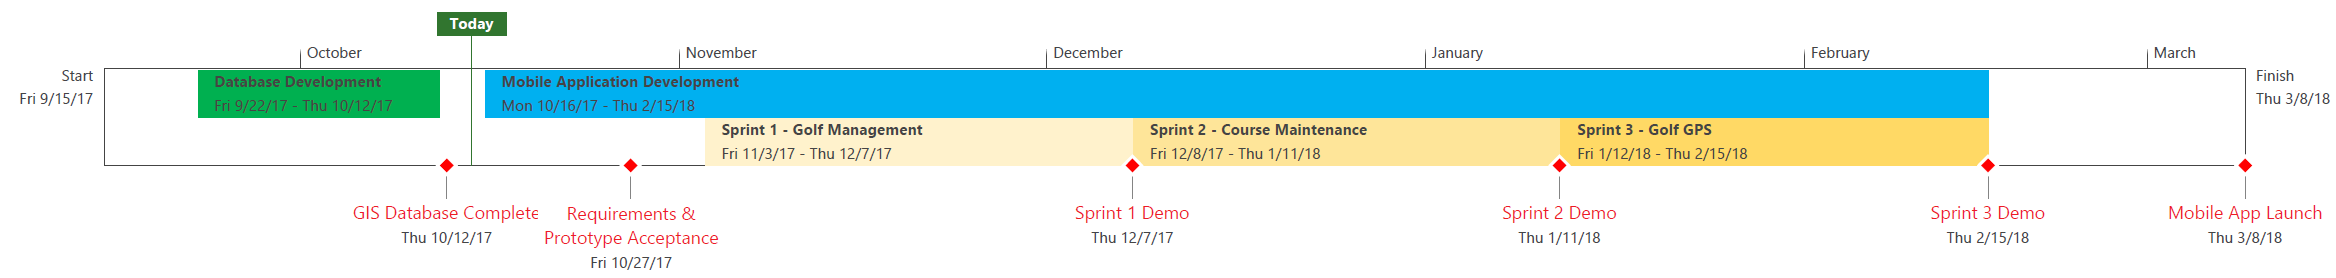 Today
October
November
December
January
February
March
Start
Fri 9/15/17
Database Development
Fri 9/22/17 - Thu 10/12/17
Mobile Application Development
Mon 10/16/17 - Thu 2/15/18
Finish
Thu 3/8/18
Sprint 1 - Golf Management
Fri 11/3/17 - Thu 12/7/17
Sprint 2 - Course Maintenance
Fri 12/8/17 - Thu 1/11/18
Sprint 3 - Golf GPS
Fri 1/12/18 - Thu 2/15/18
GIS Database Complete
Thu 10/12/17
Requirements &
Prototype Acceptance
Fri 10/27/17
Sprint 1 Demo
Thu 12/7/17
Sprint 2 Demo
Thu 1/11/18
Sprint 3 Demo
Thu 2/15/18
Mobile App Launch
Thu 3/8/18